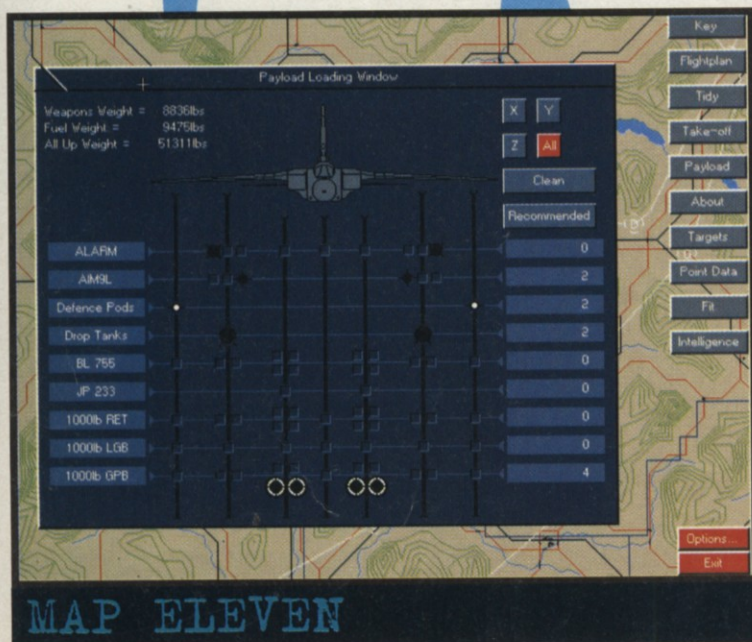 Payload Loading Window
Weapons Weight = 8836lbs
Fuel Weight = 9475lbs
All Up Weight = 51311lbs
X Y
Z All
Clean
Recommended
ALARM 0
AIM9L 2
Defence Pods 2
Drop Tanks 2
BL 755 0
JP 233 0
1000lb RET 0
1000lb LGB 0
1000lb GPB 4
Key
Flightplan
Tidy
Take-off
Payload
About
Targets
Point Data
Fit
Intelligence
Options...
Exit
MAP ELEVEN